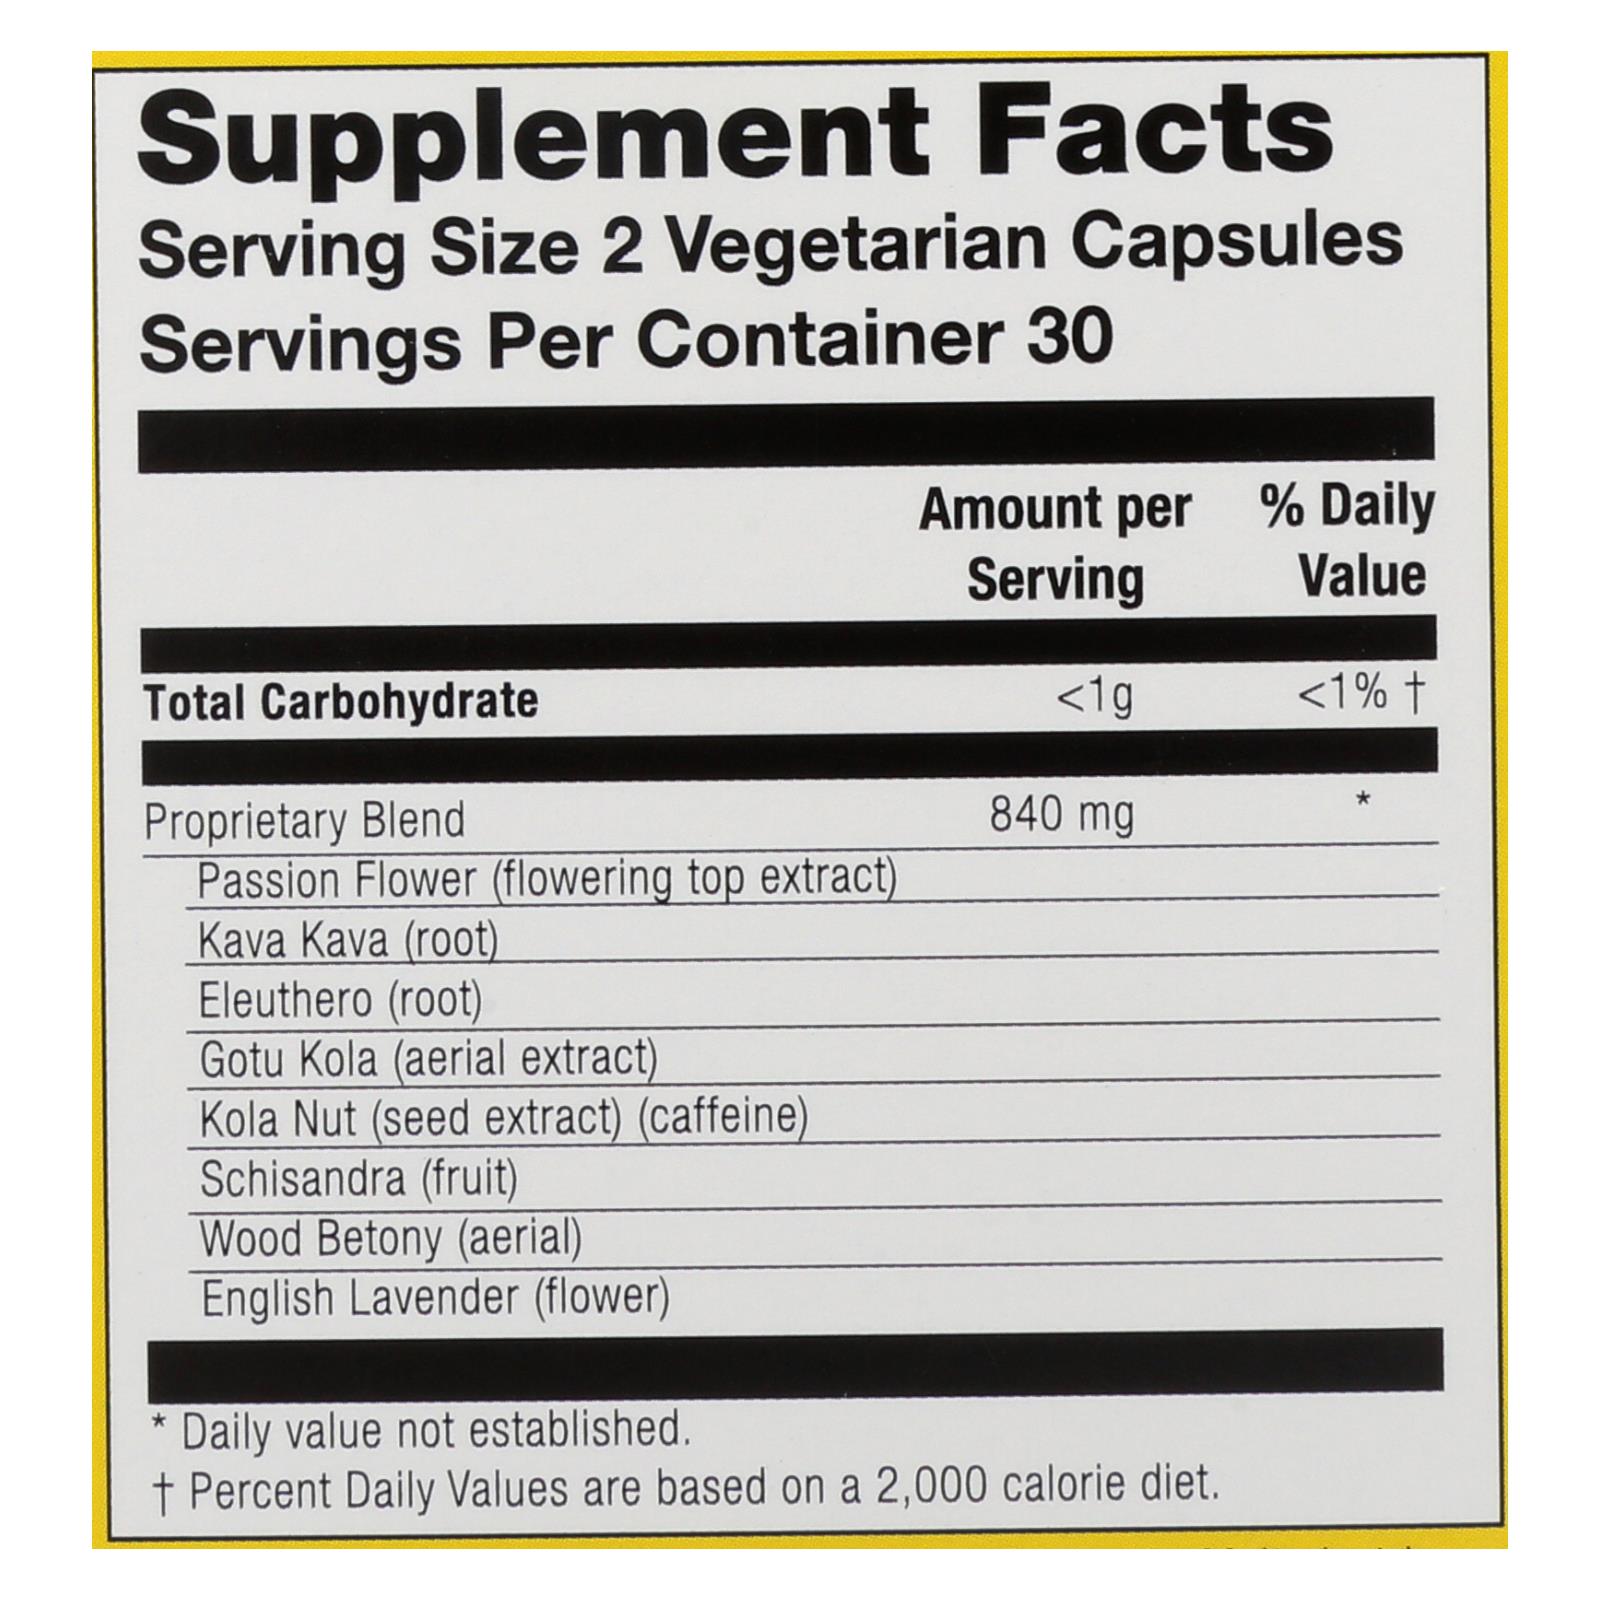 Supplement Facts
Serving Size 2 Vegetarian Capsules
Servings Per Container 30
Amount per % Daily
Serving Value
Total Carbohydrate <1g <1% †
Proprietary Blend 840 mg *
Passion Flower (flowering top extract)
Kava Kava (root)
Eleuthero (root)
Gotu Kola (aerial extract)
Kola Nut (seed extract) (caffeine)
Schisandra (fruit)
Wood Betony (aerial)
English Lavender (flower)
* Daily value not established.
† Percent Daily Values are based on a 2,000 calorie diet.